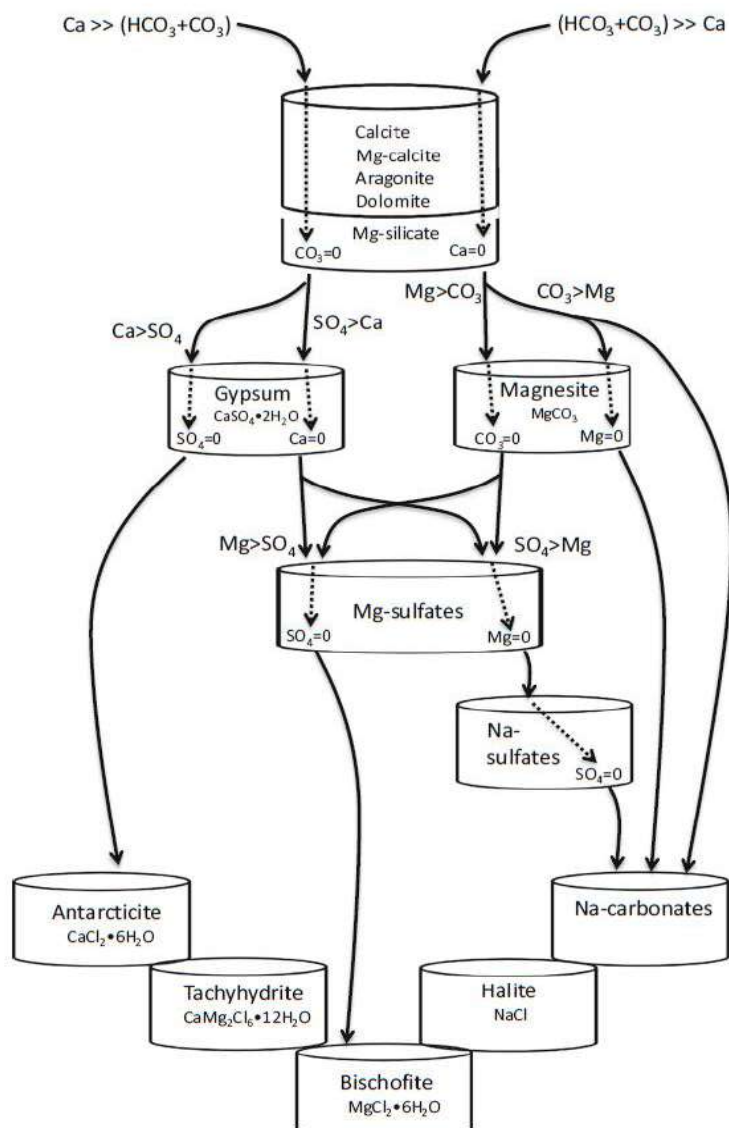 Ca >> (HCO₃+CO₃)
(HCO₃+CO₃) >> Ca
Calcite
Mg-calcite
Aragonite
Dolomite
Mg-silicate
CO₃=0
Ca=0
Ca>SO₄
SO₄>Ca
Mg>CO₃
CO₃>Mg
Gypsum
CaSO₄•2H₂O
SO₄=0
Ca=0
Magnesite
MgCO₃
CO₃=0
Mg=0
Mg>SO₄
SO₄>Mg
Mg-sulfates
SO₄=0
Mg=0
Na-
sulfates
SO₄=0
Antarcticite
CaCl₂•6H₂O
Na-carbonates
Tachyhydrite
CaMg₂Cl₆•12H₂O
Halite
NaCl
Bischofite
MgCl₂•6H₂O